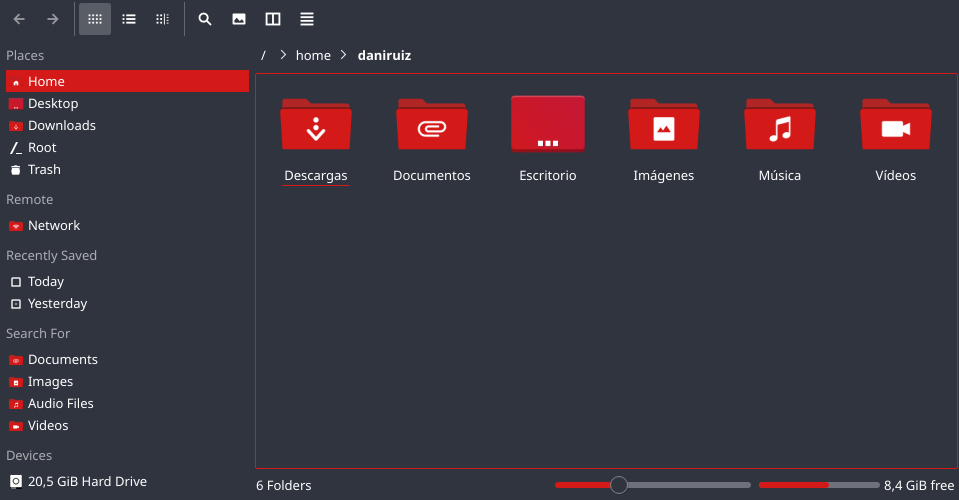 Places
Home
Desktop
Downloads
Root
Trash
Remote
Network
Recently Saved
Today
Yesterday
Search For
Documents
Images
Audio Files
Videos
Devices
20,5 GiB Hard Drive
/ > home > daniruiz
Descargas Documentos Escritorio Imágenes Música Vídeos
6 Folders 8,4 GiB free